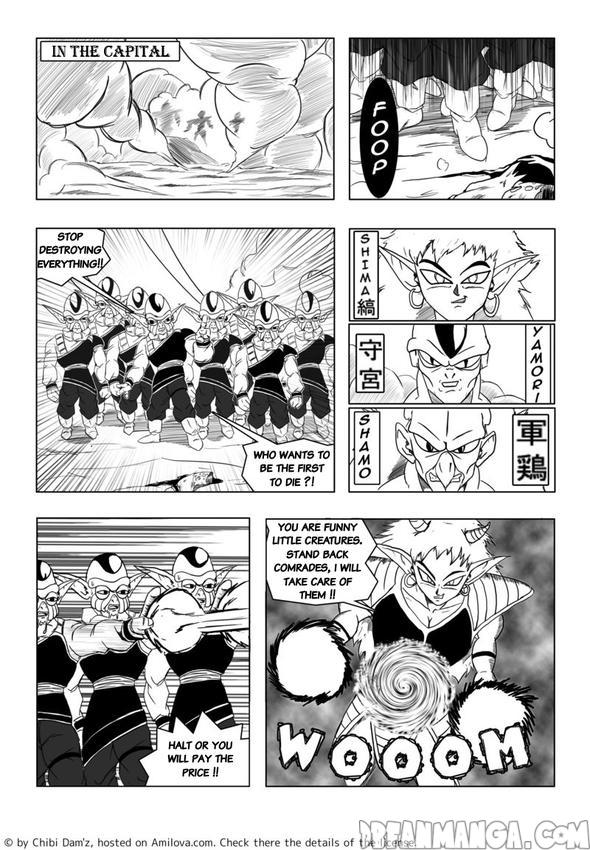 IN THE CAPITAL
FOOP
STOP
DESTROYING
EVERYTHING!!
WHO WANTS TO
BE THE FIRST
TO DIE ?!
SHIMA
縞
YAMORI
守宮
SHAMO
軍鶏
HALT OR YOU
WILL PAY THE
PRICE !!
YOU ARE FUNNY
LITTLE CREATURES.
STAND BACK
COMRADES, I WILL
TAKE CARE OF
THEM !!
WOOOM
DREAMMANGA.COM
© by Chibi Dam'z, hosted on Amilova.com. Check there the details of the license.